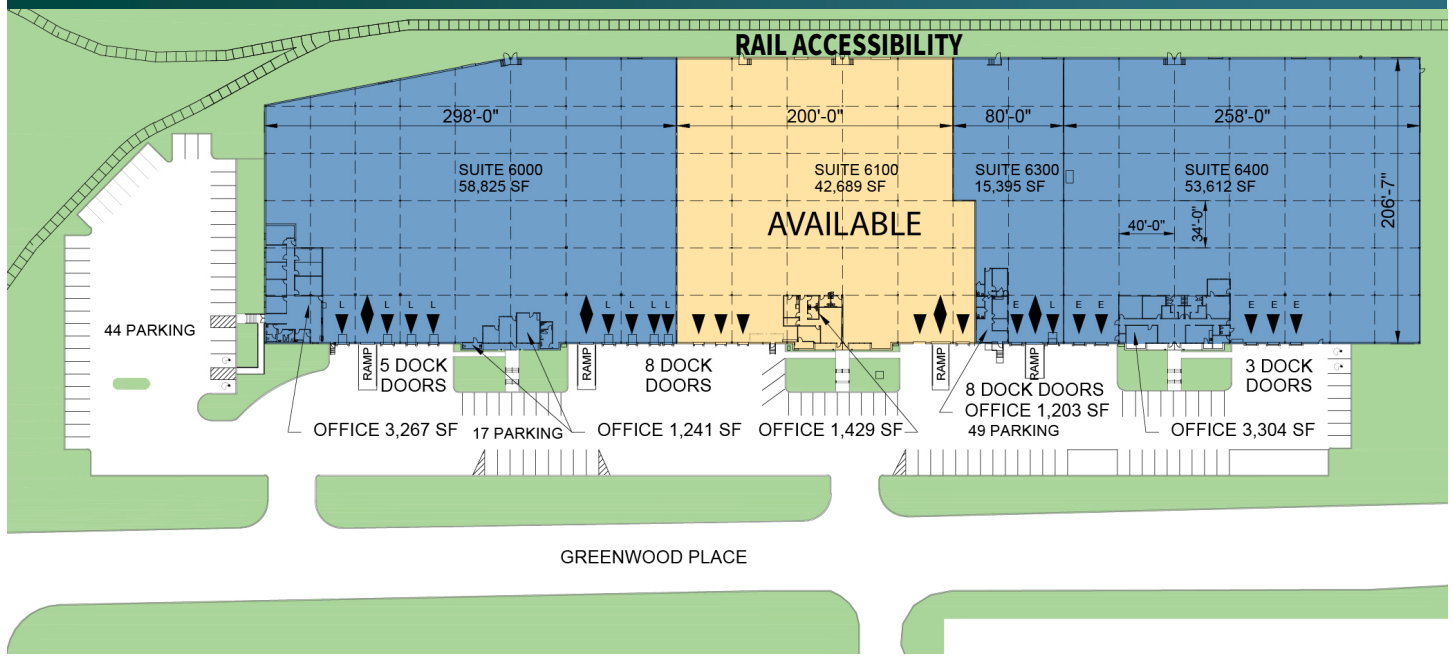 RAIL ACCESSIBILITY
298'-0"
200'-0"
80'-0"
258'-0"
SUITE 6000
58,825 SF
SUITE 6100
42,689 SF
SUITE 6300
15,395 SF
SUITE 6400
53,612 SF
206'-7"
AVAILABLE
40'-0"
34'-0"
L
L
L
L
L
L
L
L
E
L
E
E
E
E
E
44 PARKING
RAMP
5 DOCK
DOORS
RAMP
8 DOCK
DOORS
RAMP
RAMP
8 DOCK DOORS
OFFICE 1,203 SF
49 PARKING
3 DOCK
DOORS
OFFICE 3,267 SF
17 PARKING
OFFICE 1,241 SF
OFFICE 1,429 SF
OFFICE 3,304 SF
GREENWOOD PLACE